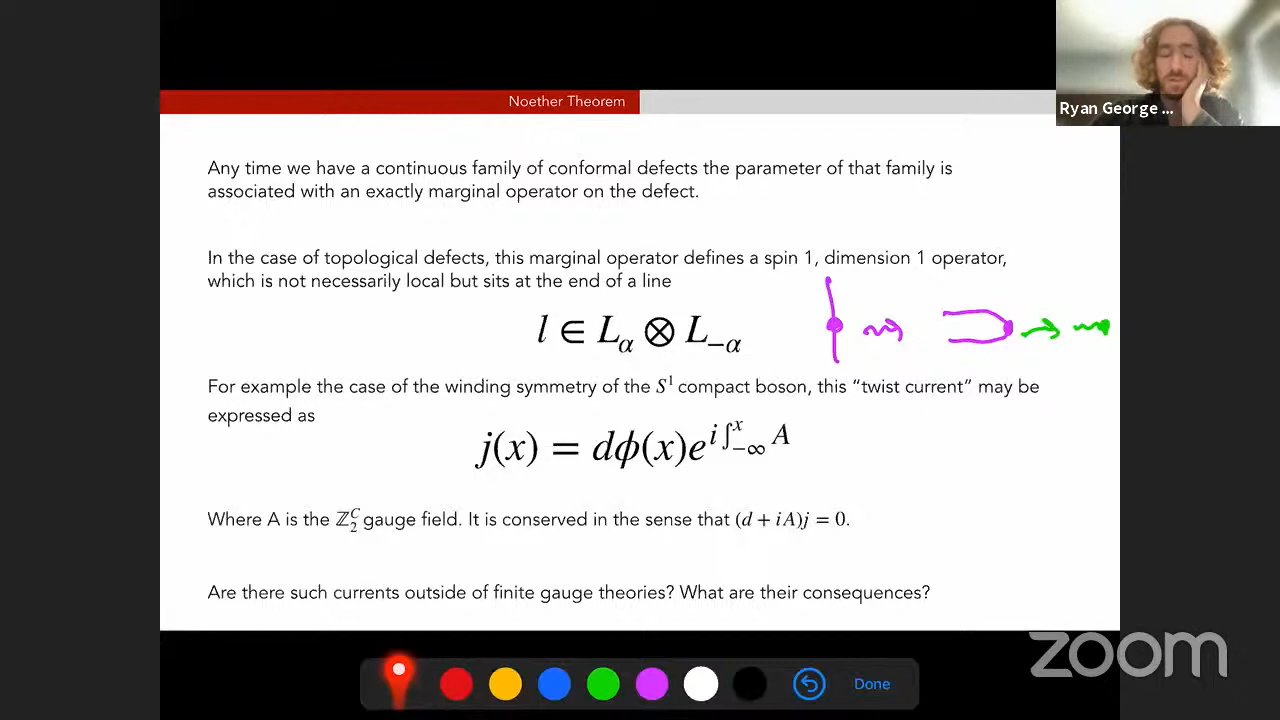 Noether Theorem
Ryan George ...
Any time we have a continuous family of conformal defects the parameter of that family is
associated with an exactly marginal operator on the defect.
In the case of topological defects, this marginal operator defines a spin 1, dimension 1 operator,
which is not necessarily local but sits at the end of a line
l ∈ L_α ⊗ L_{−α}
For example the case of the winding symmetry of the S¹ compact boson, this “twist current” may be
expressed as
j(x) = dϕ(x)e^{i∫_{−∞}^{x} A}
Where A is the ℤ₂^C gauge field. It is conserved in the sense that (d + iA)j = 0.
Are there such currents outside of finite gauge theories? What are their consequences?
zoom
Done